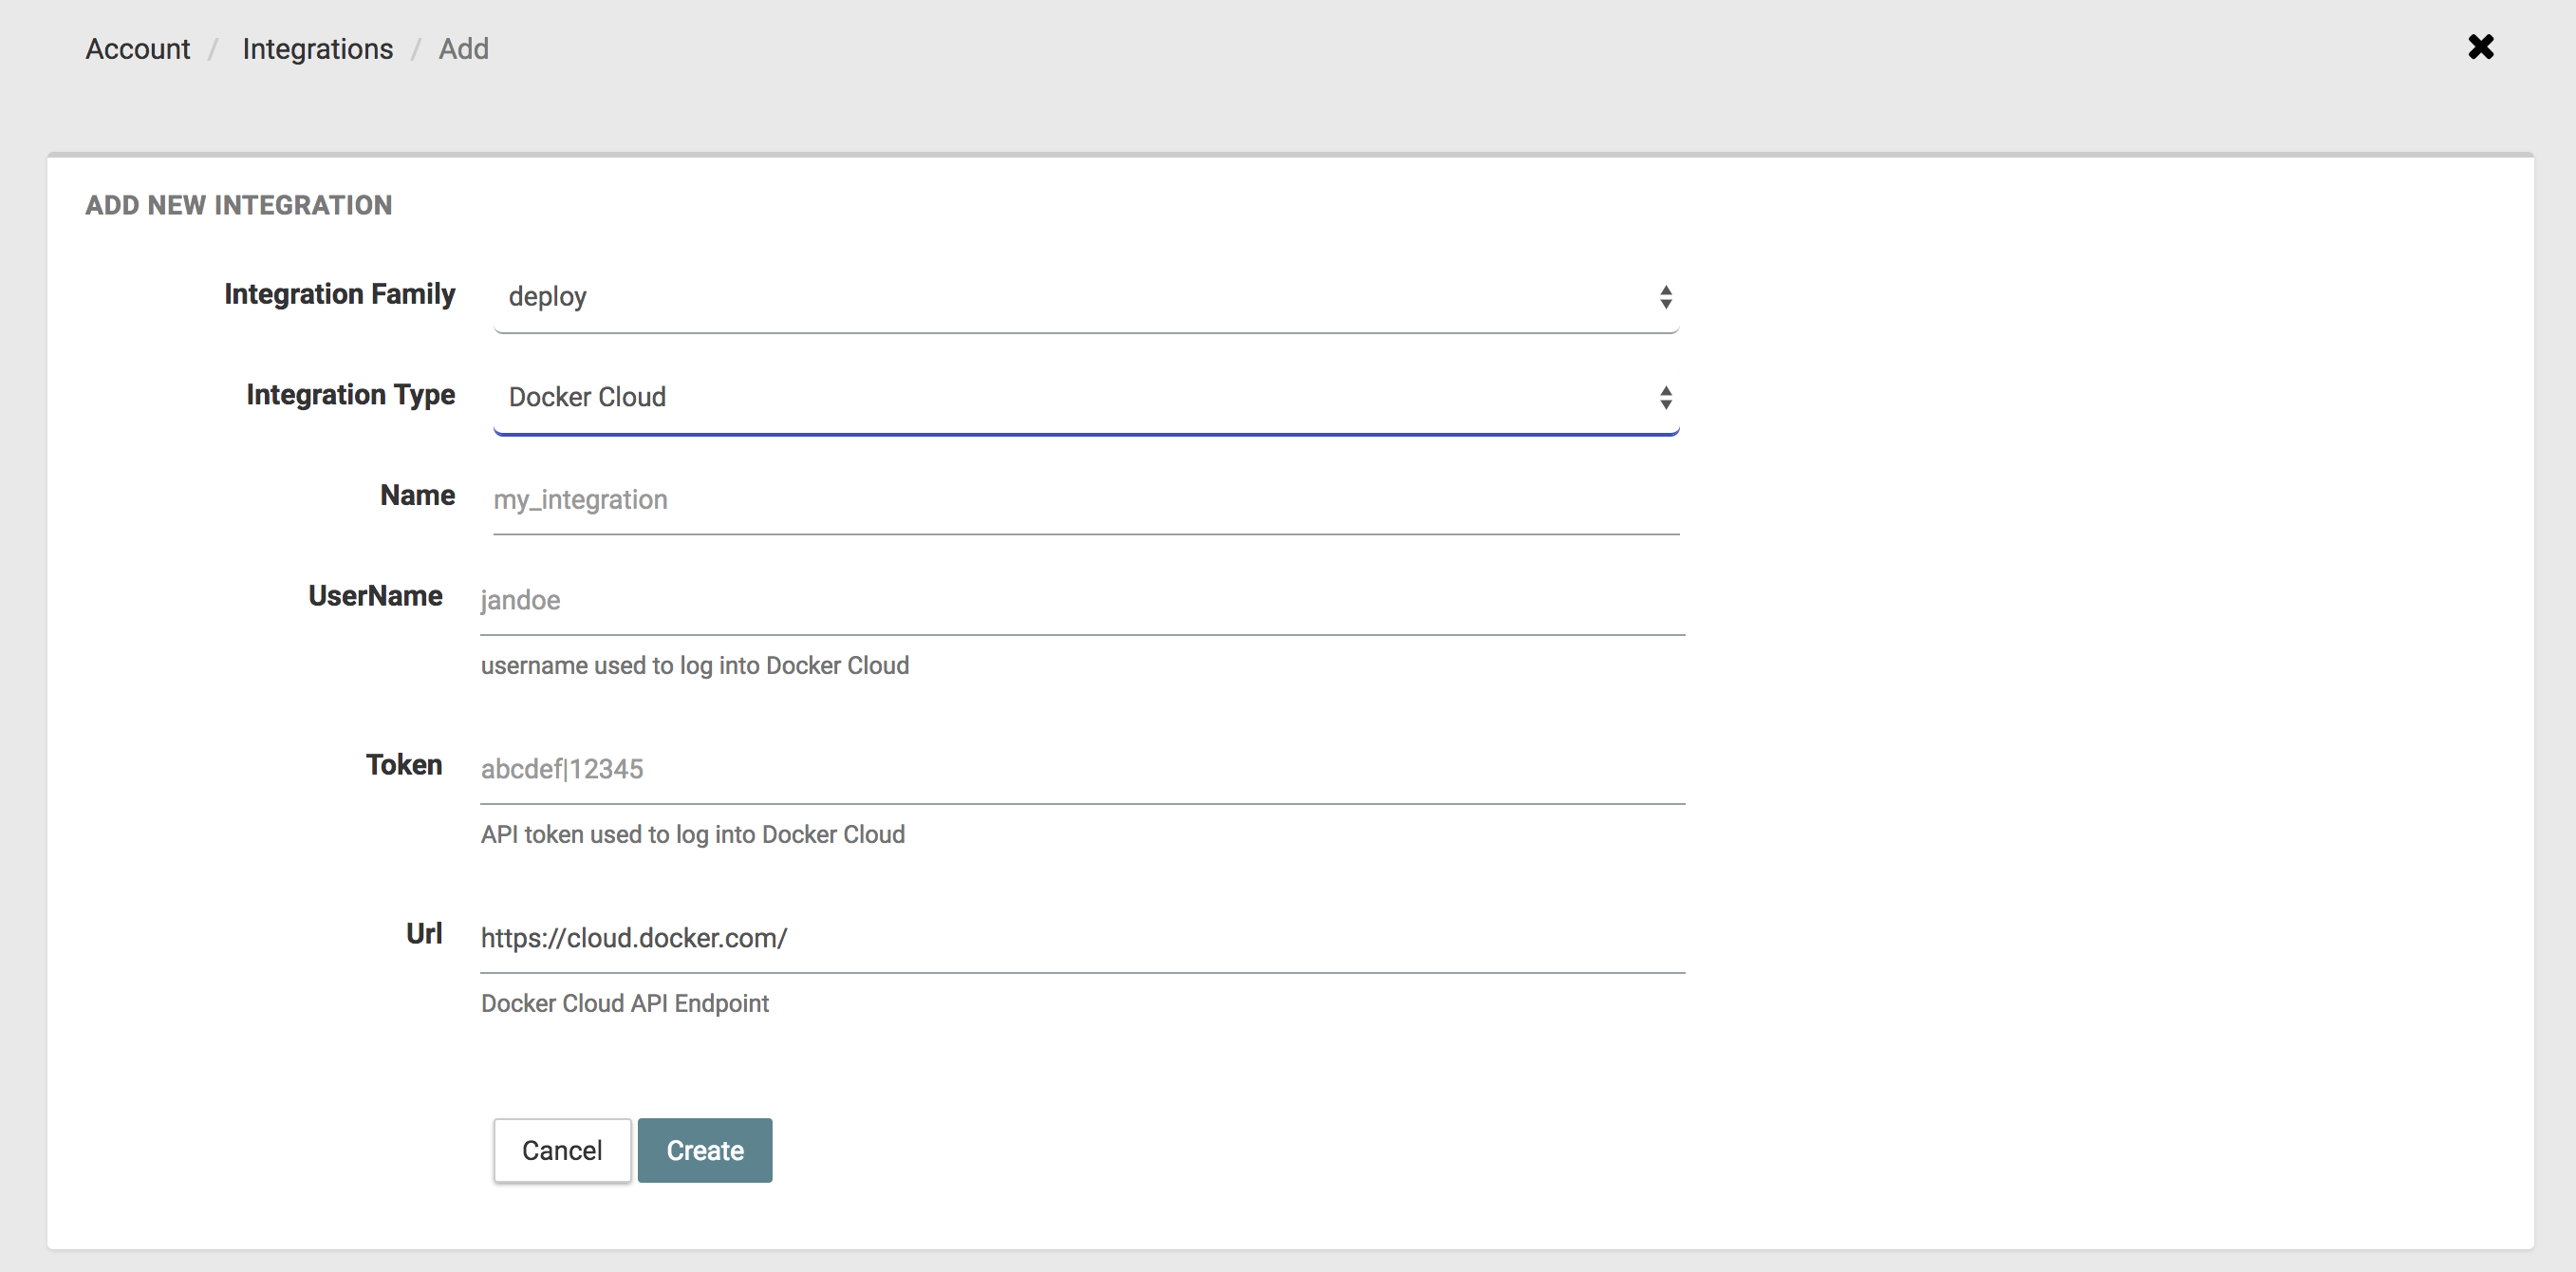 Account / Integrations / Add
ADD NEW INTEGRATION
Integration Family deploy
Integration Type Docker Cloud
Name my_integration
UserName jandoe
username used to log into Docker Cloud
Token abcdef|12345
API token used to log into Docker Cloud
Url https://cloud.docker.com/
Docker Cloud API Endpoint
Cancel Create